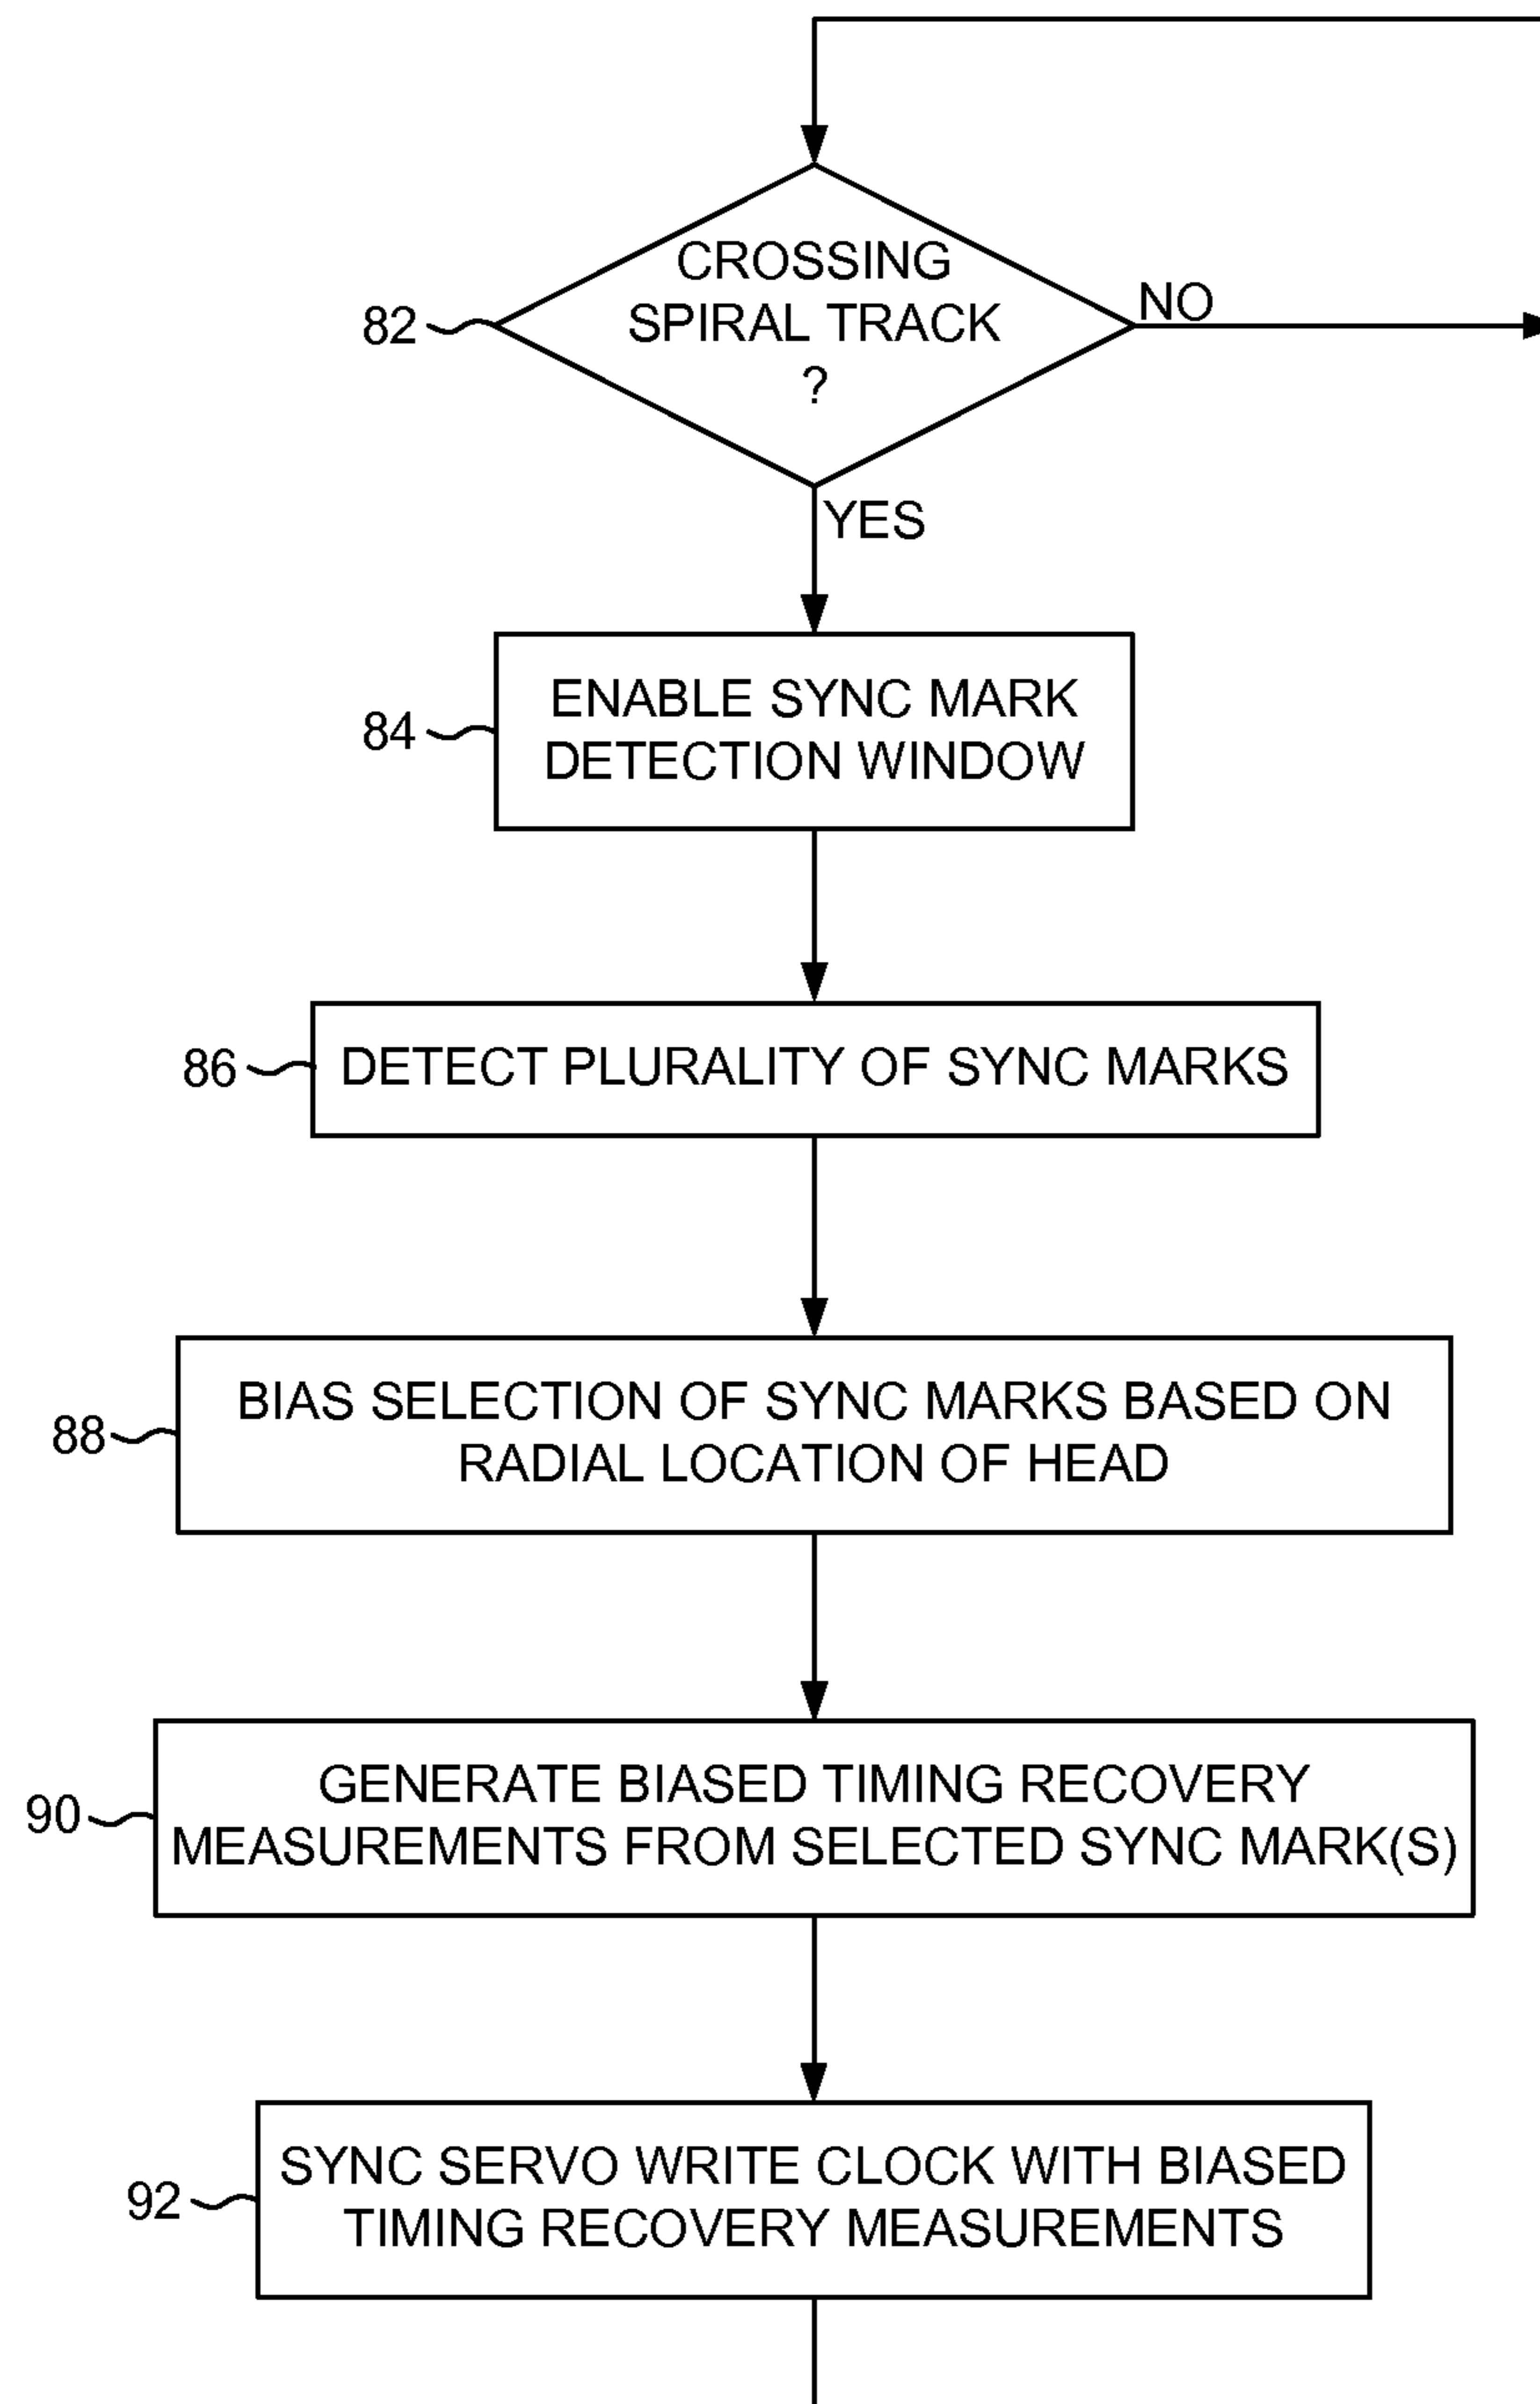 CROSSING
SPIRAL TRACK
?
82
NO
YES
84
ENABLE SYNC MARK
DETECTION WINDOW
86
DETECT PLURALITY OF SYNC MARKS
88
BIAS SELECTION OF SYNC MARKS BASED ON
RADIAL LOCATION OF HEAD
90
GENERATE BIASED TIMING RECOVERY
MEASUREMENTS FROM SELECTED SYNC MARK(S)
92
SYNC SERVO WRITE CLOCK WITH BIASED
TIMING RECOVERY MEASUREMENTS